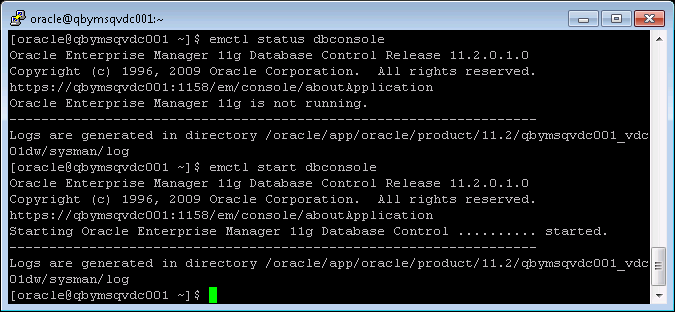 oracle@qbymsqvdc001:~
[oracle@qbymsqvdc001 ~]$ emctl status dbconsole
Oracle Enterprise Manager 11g Database Control Release 11.2.0.1.0
Copyright (c) 1996, 2009 Oracle Corporation.  All rights reserved.
https://qbymsqvdc001:1158/em/console/aboutApplication
Oracle Enterprise Manager 11g is not running.
------------------------------------------------------------------
Logs are generated in directory /oracle/app/oracle/product/11.2/qbymsqvdc001_vdc
01dw/sysman/log
[oracle@qbymsqvdc001 ~]$ emctl start dbconsole
Oracle Enterprise Manager 11g Database Control Release 11.2.0.1.0
Copyright (c) 1996, 2009 Oracle Corporation.  All rights reserved.
https://qbymsqvdc001:1158/em/console/aboutApplication
Starting Oracle Enterprise Manager 11g Database Control .......... started.
------------------------------------------------------------------
Logs are generated in directory /oracle/app/oracle/product/11.2/qbymsqvdc001_vdc
01dw/sysman/log
[oracle@qbymsqvdc001 ~]$